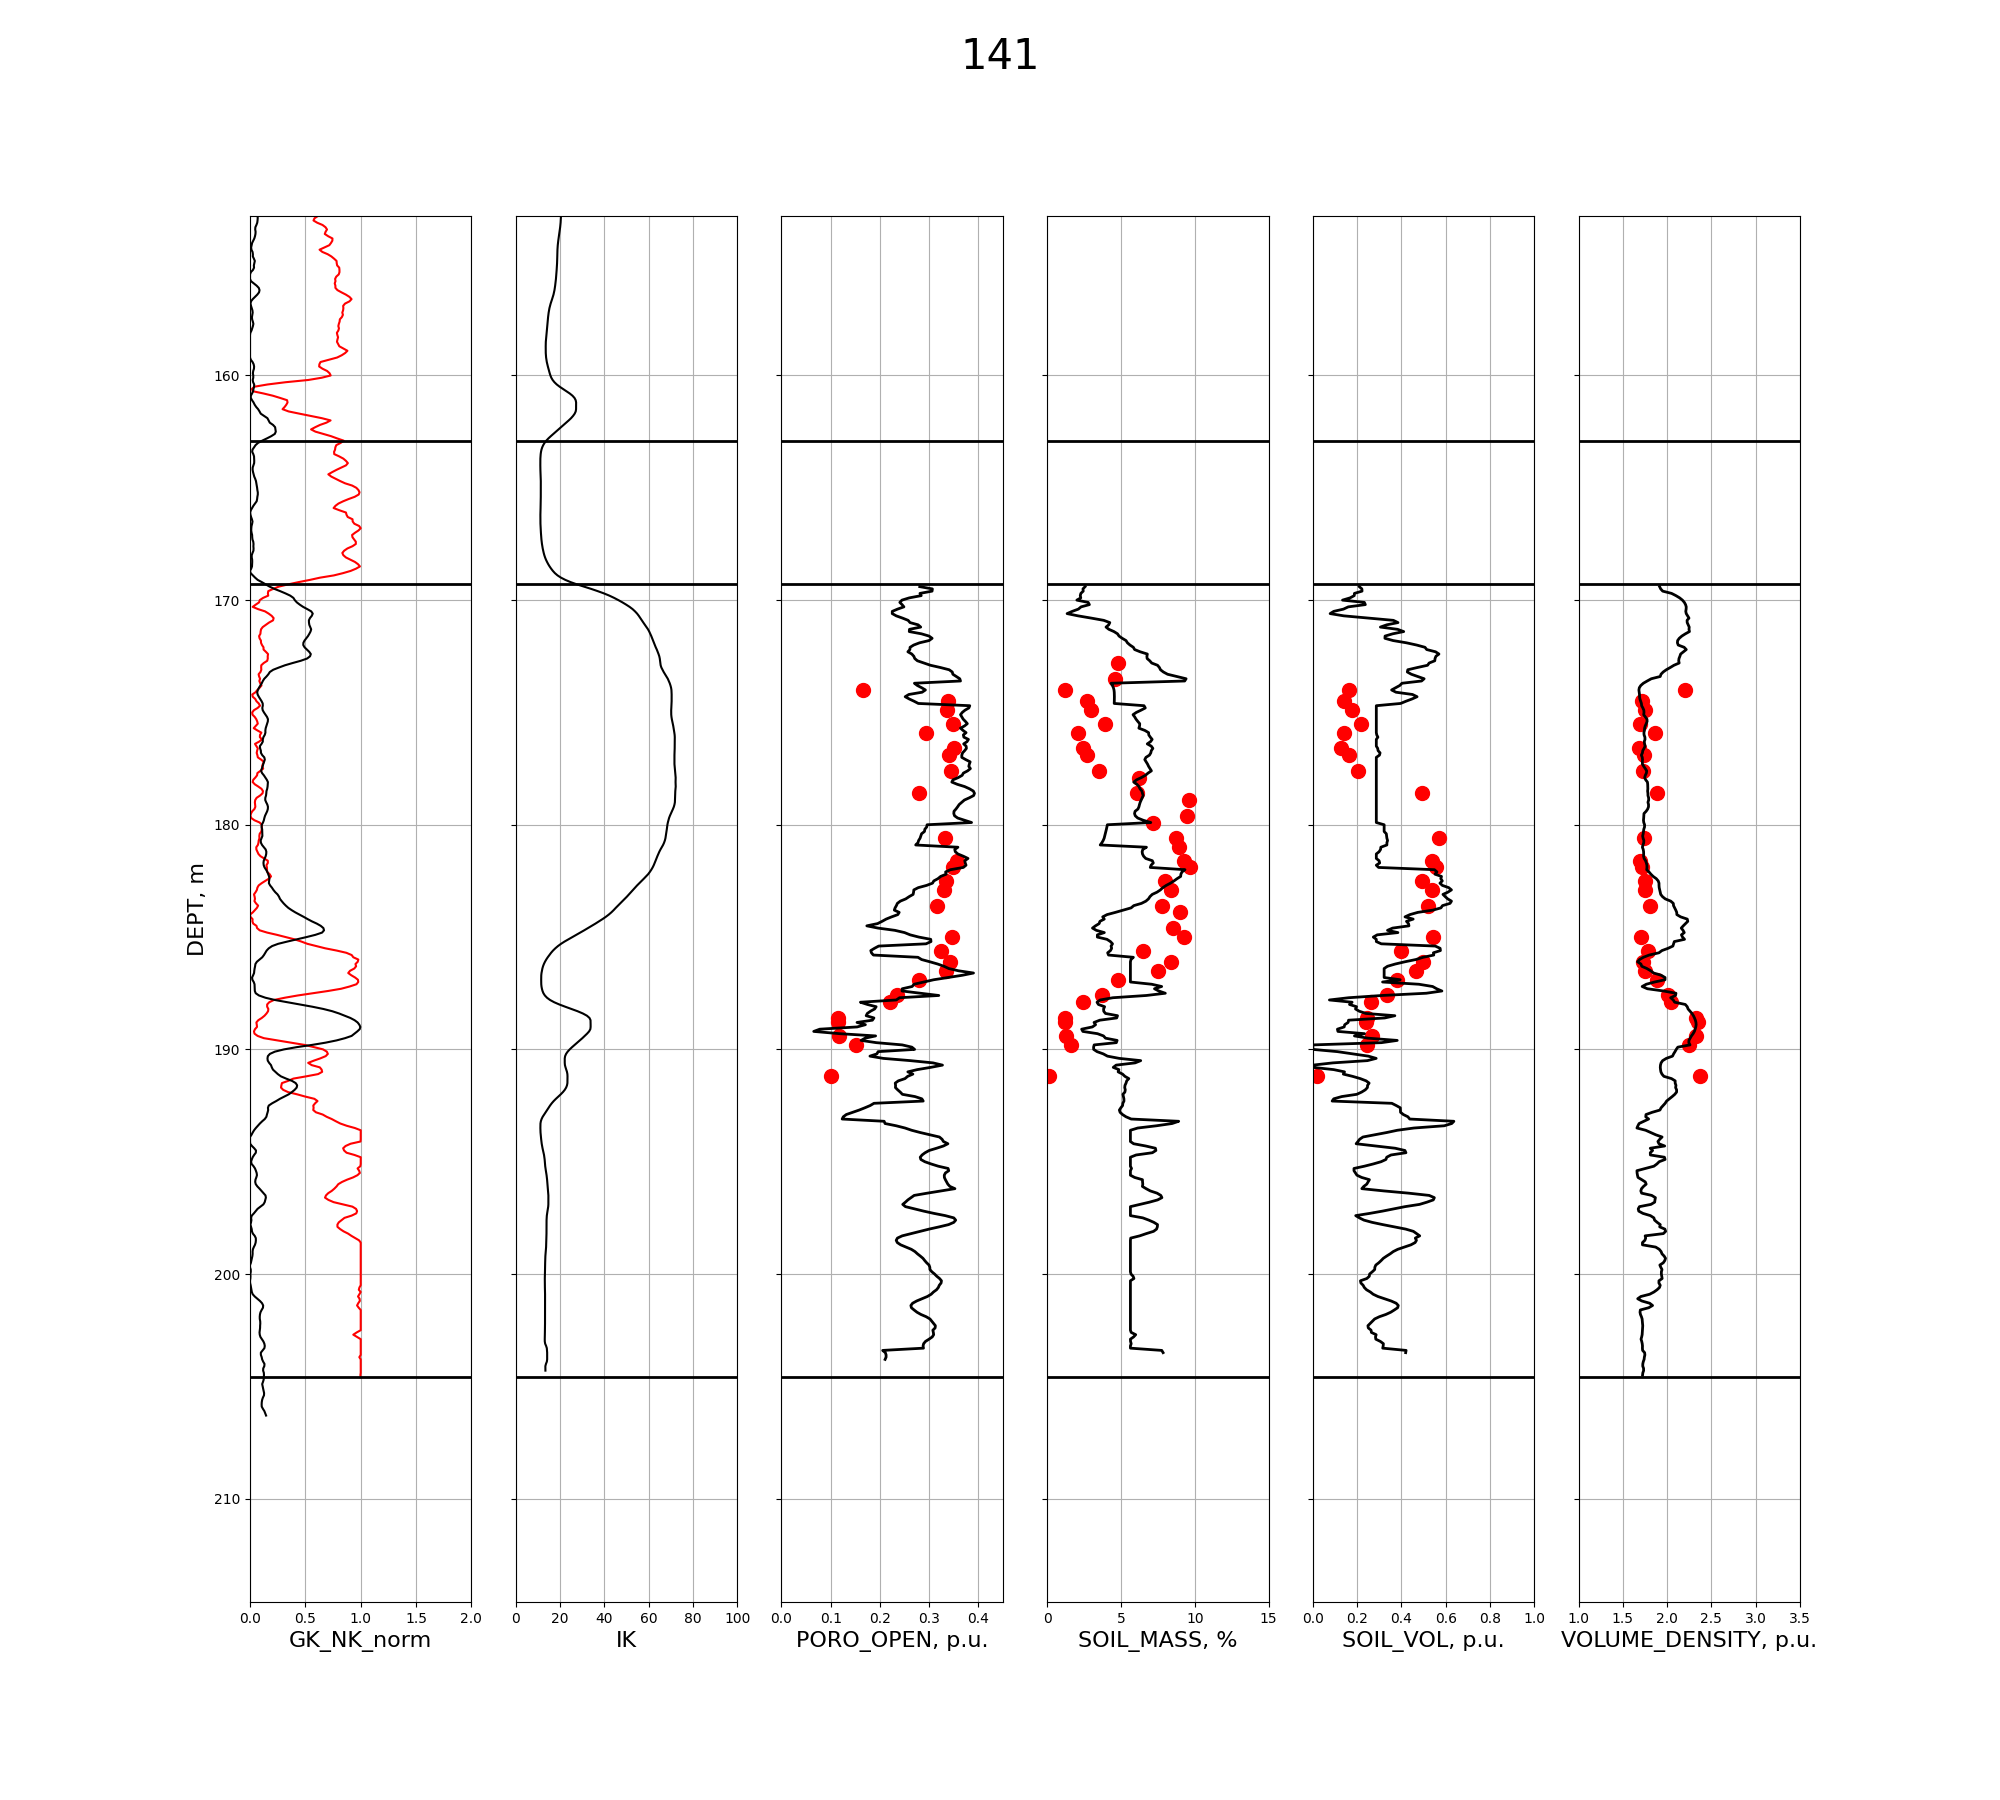 141
DEPT, m
160
170
180
190
200
210
0.0 0.5 1.0 1.5 2.0
GK_NK_norm
0 20 40 60 80 100
IK
0.0 0.1 0.2 0.3 0.4
PORO_OPEN, p.u.
0 5 10 15
SOIL_MASS, %
0.0 0.2 0.4 0.6 0.8 1.0
SOIL_VOL, p.u.
1.0 1.5 2.0 2.5 3.0 3.5
VOLUME_DENSITY, p.u.